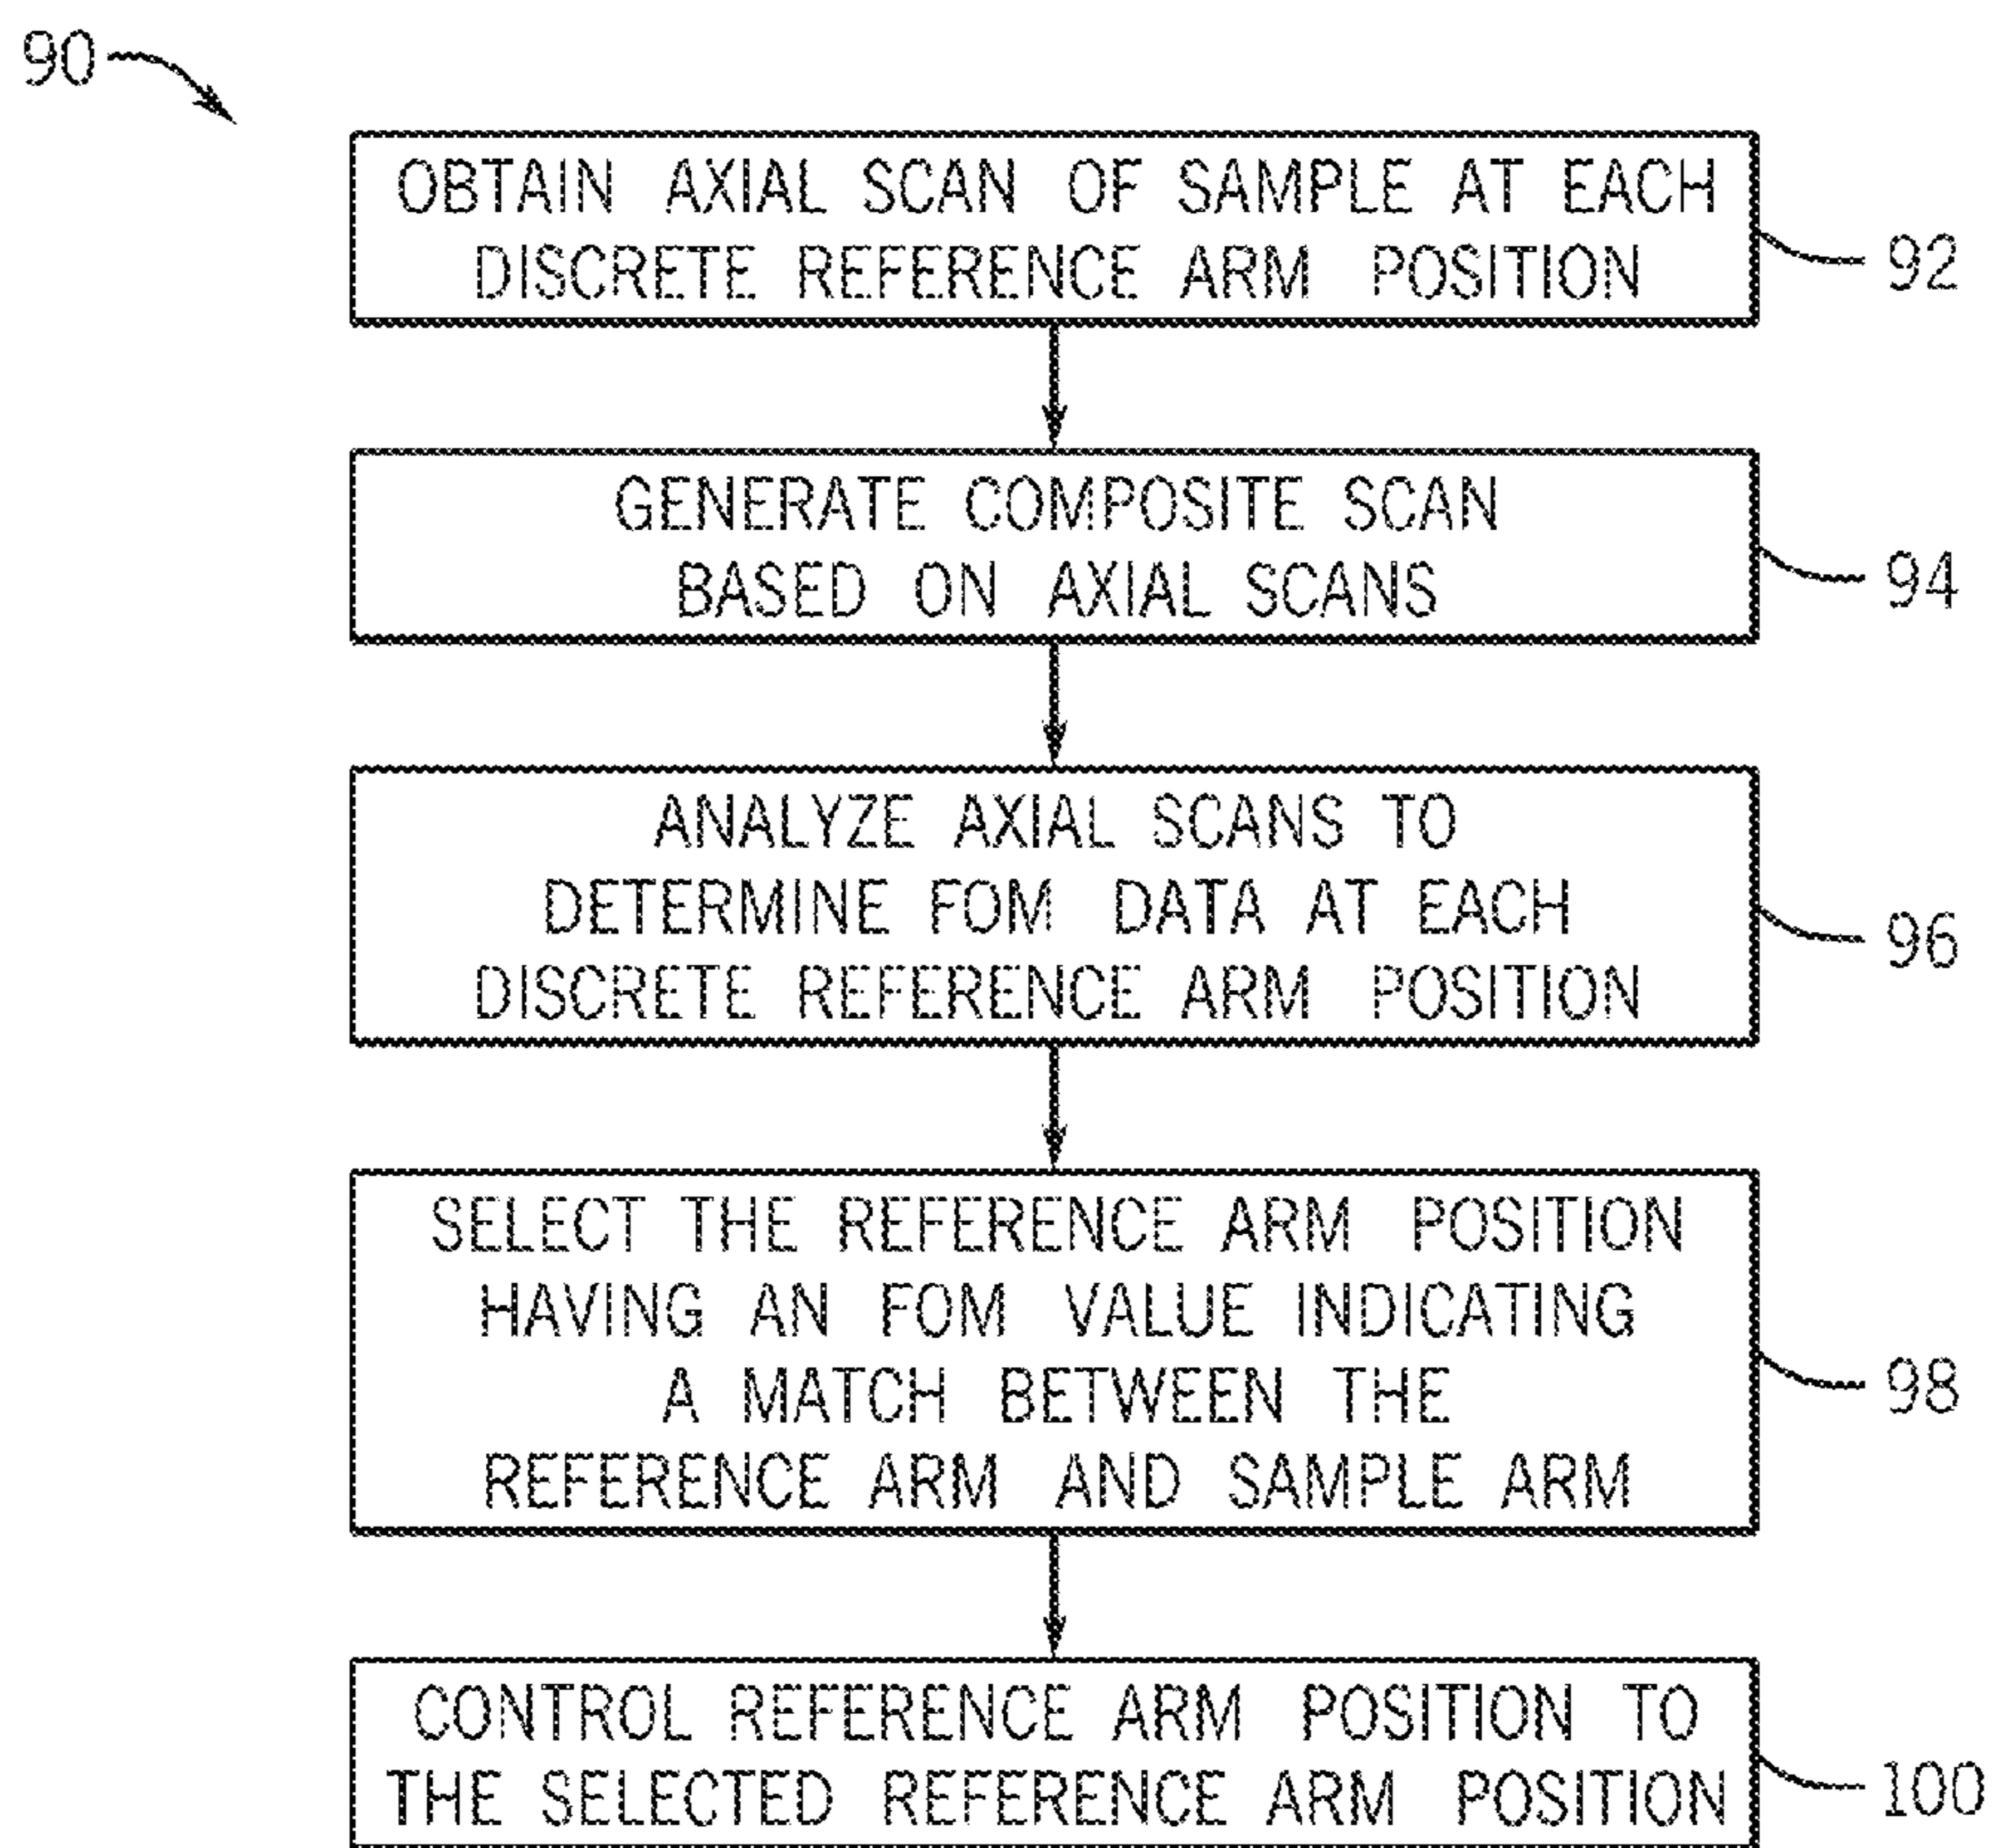 90
OBTAIN AXIAL SCAN OF SAMPLE AT EACH
DISCRETE REFERENCE ARM POSITION
92
GENERATE COMPOSITE SCAN
BASED ON AXIAL SCANS
94
ANALYZE AXIAL SCANS TO
DETERMINE FOM DATA AT EACH
DISCRETE REFERENCE ARM POSITION
96
SELECT THE REFERENCE ARM POSITION
HAVING AN FOM VALUE INDICATING
A MATCH BETWEEN THE
REFERENCE ARM AND SAMPLE ARM
98
CONTROL REFERENCE ARM POSITION TO
THE SELECTED REFERENCE ARM POSITION
100